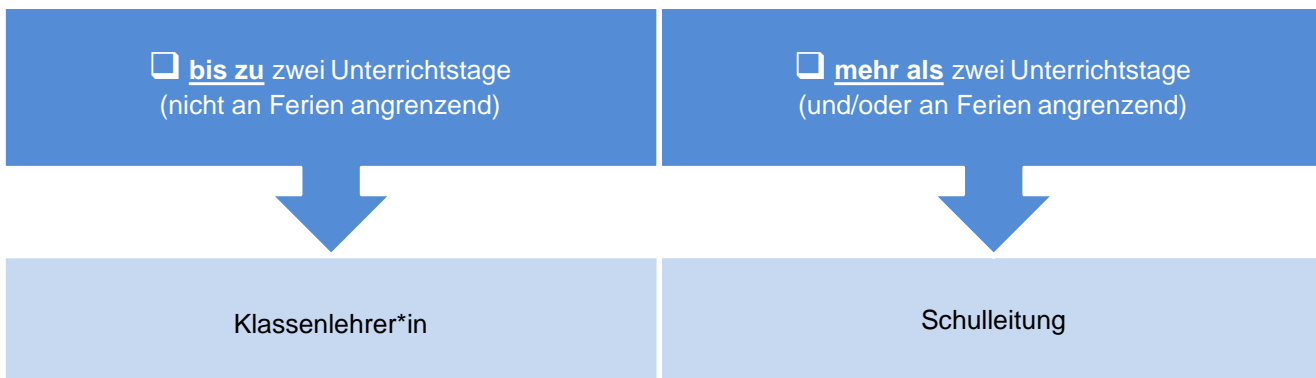 ❑ bis zu zwei Unterrichtstage
(nicht an Ferien angrenzend)
❑ mehr als zwei Unterrichtstage
(und/oder an Ferien angrenzend)
Klassenlehrer*in
Schulleitung